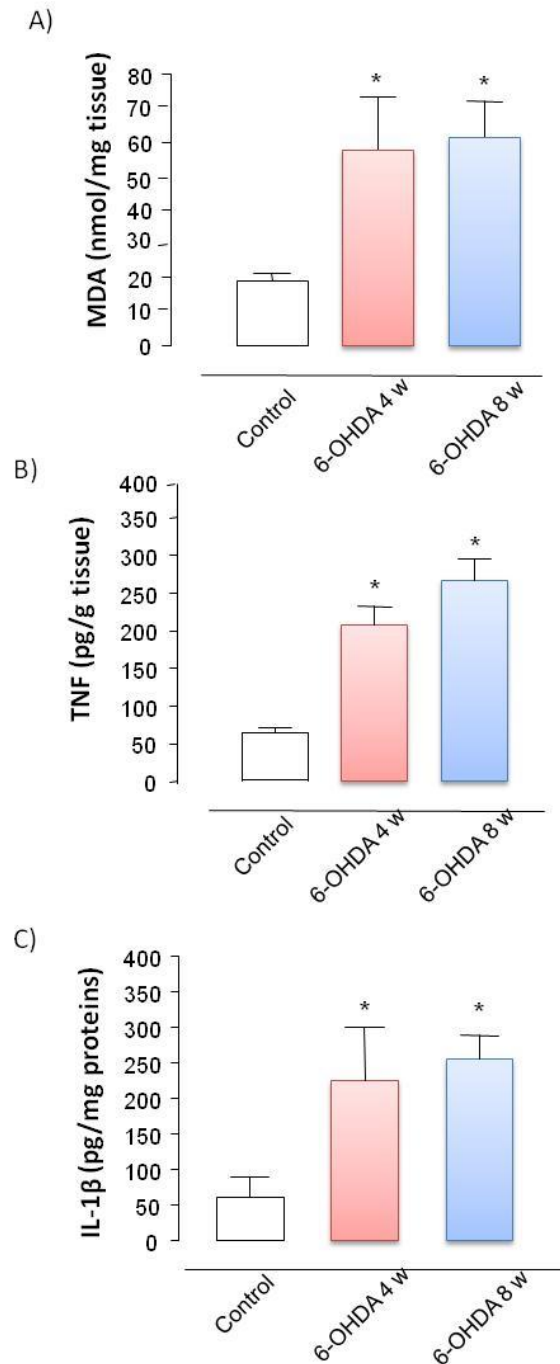 A)
MDA (nmol/mg tissue)
80
70
60
50
40
30
20
10
0
*
*
Control
6-OHDA 4 w
6-OHDA 8 w
B)
TNF (pg/g tissue)
400
350
300
250
200
150
100
50
0
*
*
Control
6-OHDA 4 w
6-OHDA 8 w
C)
IL-1β (pg/mg proteins)
400
350
300
250
200
150
100
50
0
*
*
Control
6-OHDA 4 w
6-OHDA 8 w